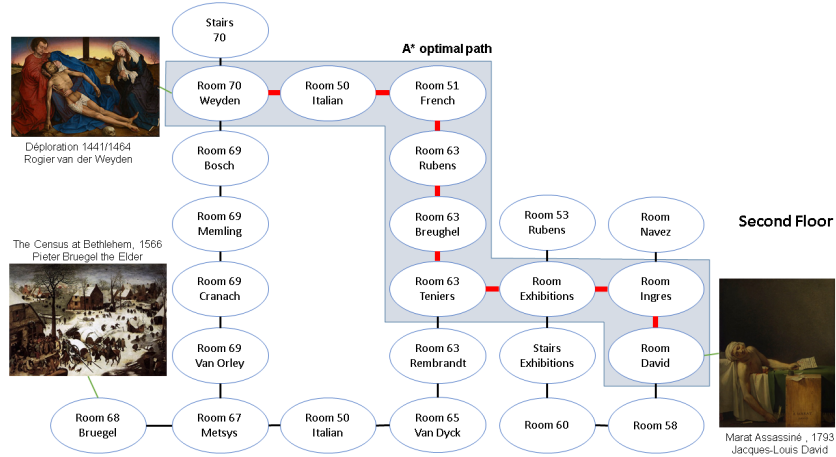 Stairs
70
A* optimal path
Room 70
Weyden
Room 50
Italian
Room 51
French
Déploration 1441/1464
Rogier van der Weyden
Room 69
Bosch
Room 63
Rubens
Room 69
Memling
Room 63
Breughel
Room 53
Rubens
Room
Navez
Second Floor
The Census at Bethlehem, 1566
Pieter Bruegel the Elder
Room 69
Cranach
Room 63
Teniers
Room
Exhibitions
Room
Ingres
Room 69
Van Orley
Room 63
Rembrandt
Stairs
Exhibitions
Room
David
Room 68
Bruegel
Room 67
Metsys
Room 50
Italian
Room 65
Van Dyck
Room 60
Room 58
Marat Assassiné , 1793
Jacques-Louis David